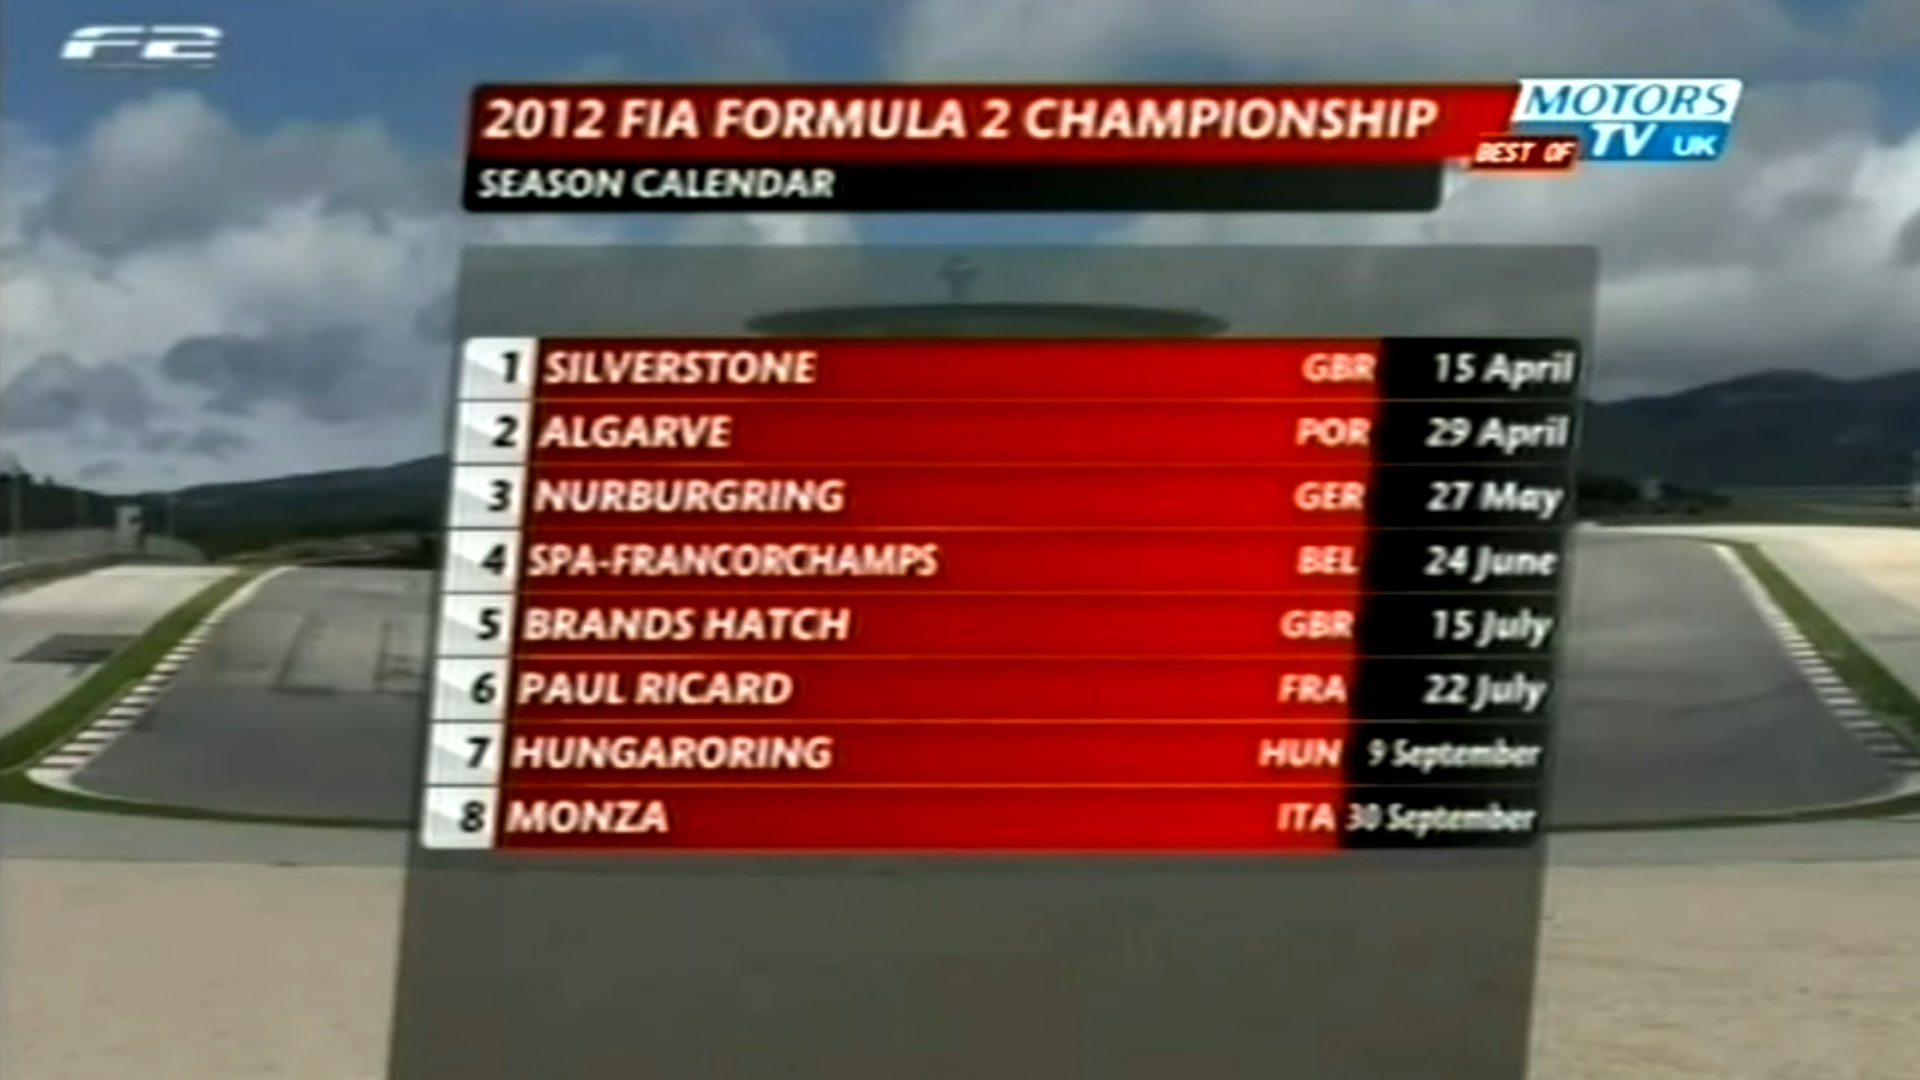 F2
2012 FIA FORMULA 2 CHAMPIONSHIP
MOTORS
BEST OF TV UK
SEASON CALENDAR
1 SILVERSTONE GBR 15 April
2 ALGARVE POR 29 April
3 NURBURGRING GER 27 May
4 SPA-FRANCORCHAMPS BEL 24 June
5 BRANDS HATCH GBR 15 July
6 PAUL RICARD FRA 22 July
7 HUNGARORING HUN 9 September
8 MONZA ITA 30 September